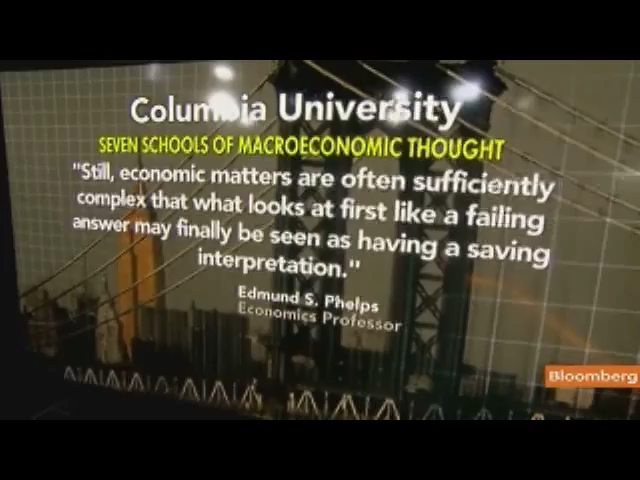 Columbia University
SEVEN SCHOOLS OF MACROECONOMIC THOUGHT
"Still, economic matters are often sufficiently
complex that what looks at first like a failing
answer may finally be seen as having a saving
interpretation."
Edmund S. Phelps
Economics Professor
Bloomberg